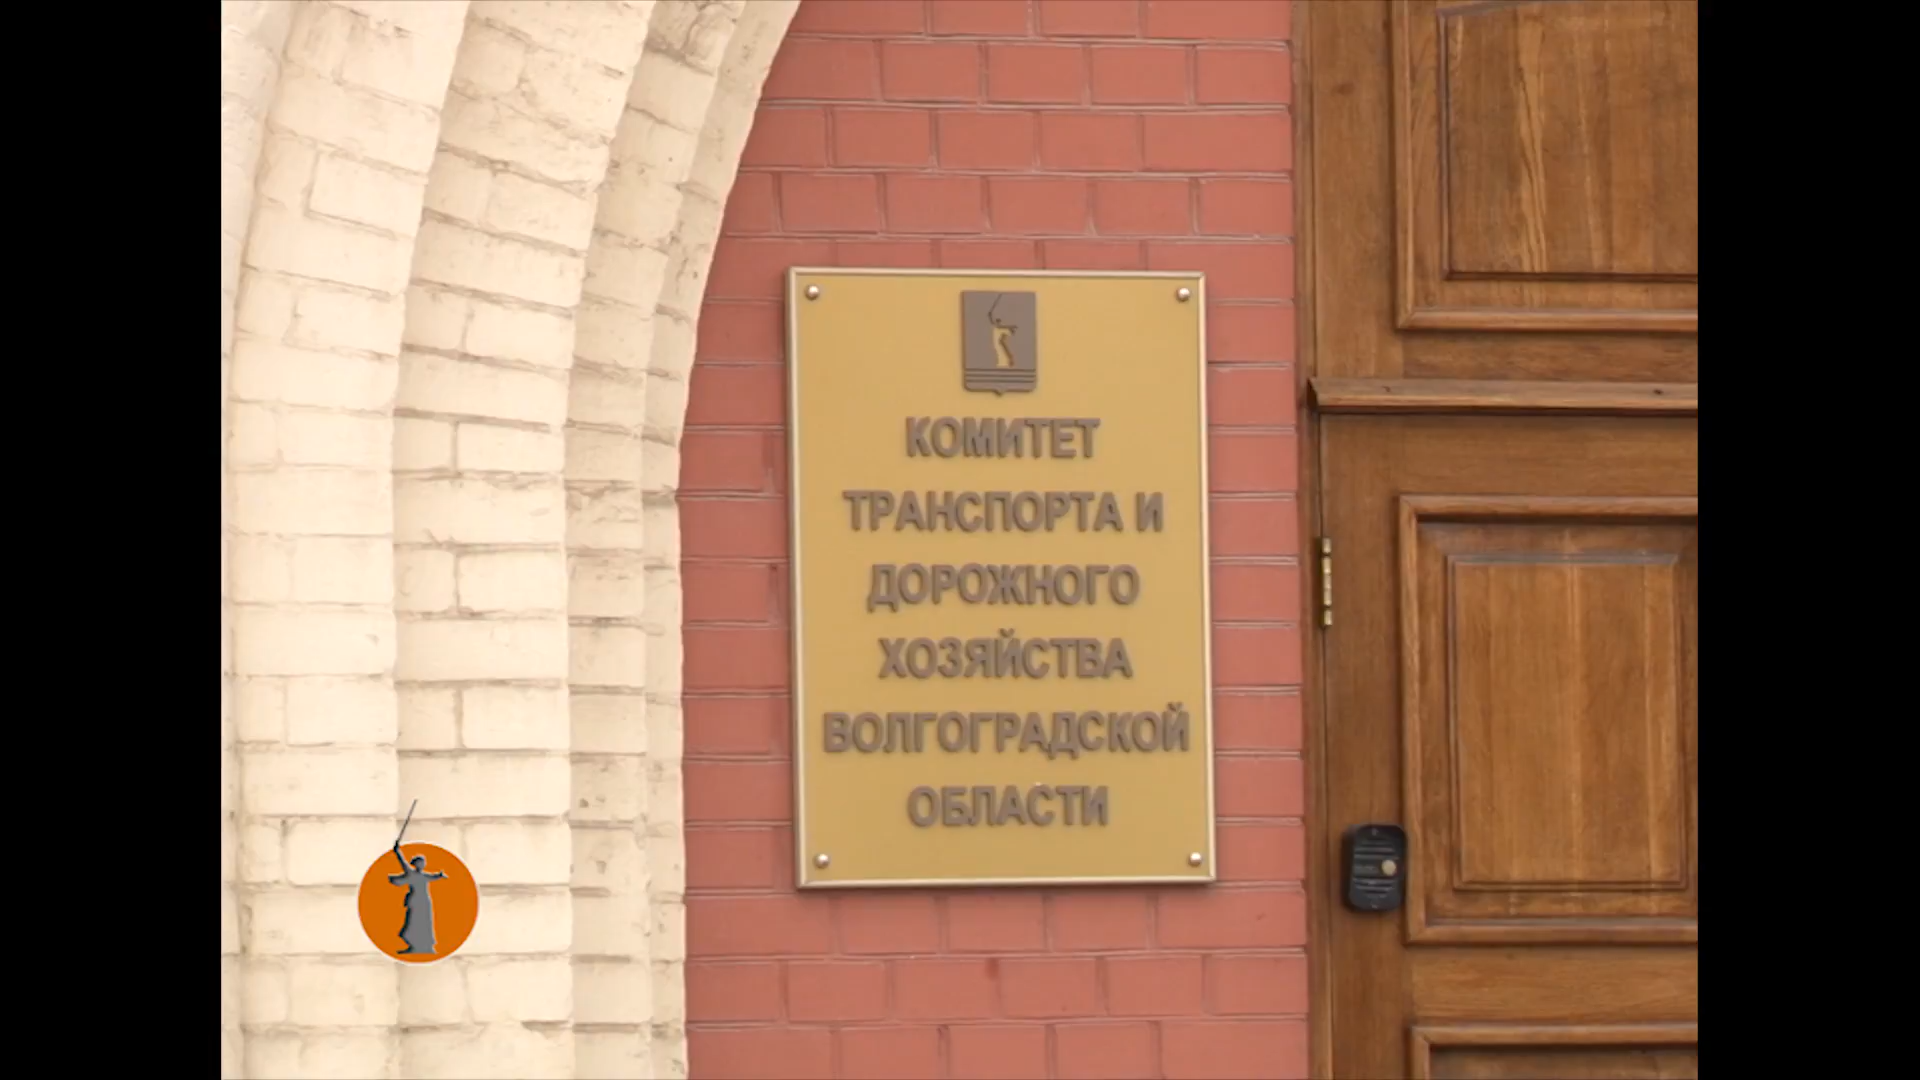 КОМИТЕТ
ТРАНСПОРТА И
ДОРОЖНОГО
ХОЗЯЙСТВА
ВОЛГОГРАДСКОЙ
ОБЛАСТИ